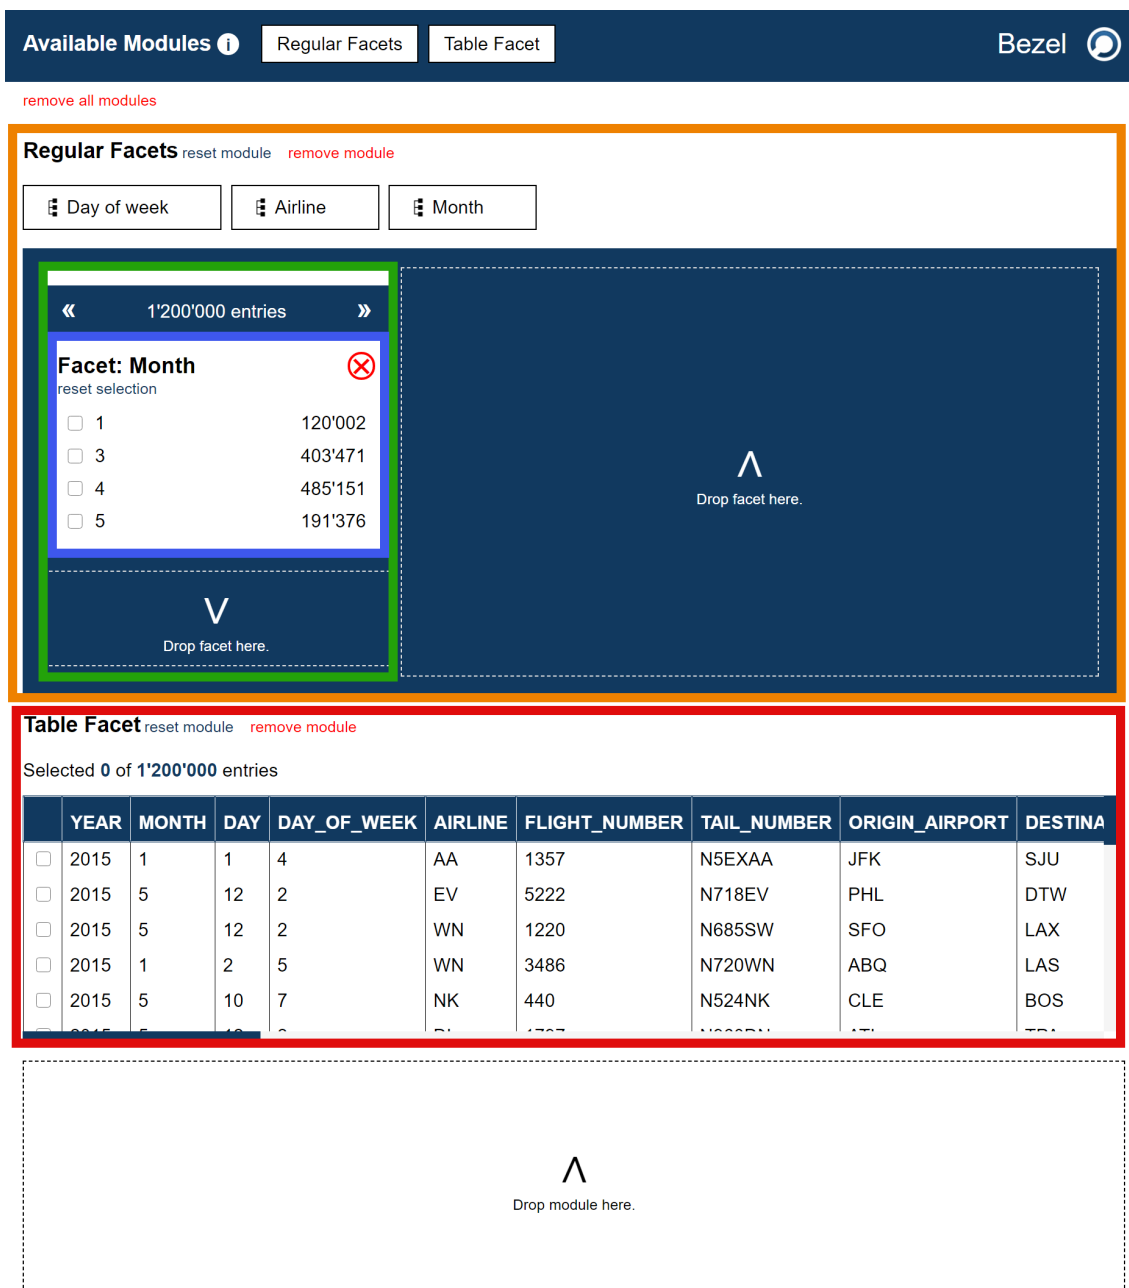 Available Modules i Regular Facets Table Facet Bezel
remove all modules
Regular Facets reset module remove module
Day of week Airline Month
« 1'200'000 entries »
Facet: Month
reset selection
1 120'002
3 403'471
4 485'151
5 191'376
Drop facet here.
Drop facet here.
Table Facet reset module remove module
Selected 0 of 1'200'000 entries
YEAR MONTH DAY DAY_OF_WEEK AIRLINE FLIGHT_NUMBER TAIL_NUMBER ORIGIN_AIRPORT DESTINA
2015 1 1 4 AA 1357 N5EXAA JFK SJU
2015 5 12 2 EV 5222 N718EV PHL DTW
2015 5 12 2 WN 1220 N685SW SFO LAX
2015 1 2 5 WN 3486 N720WN ABQ LAS
2015 5 10 7 NK 440 N524NK CLE BOS
Drop module here.